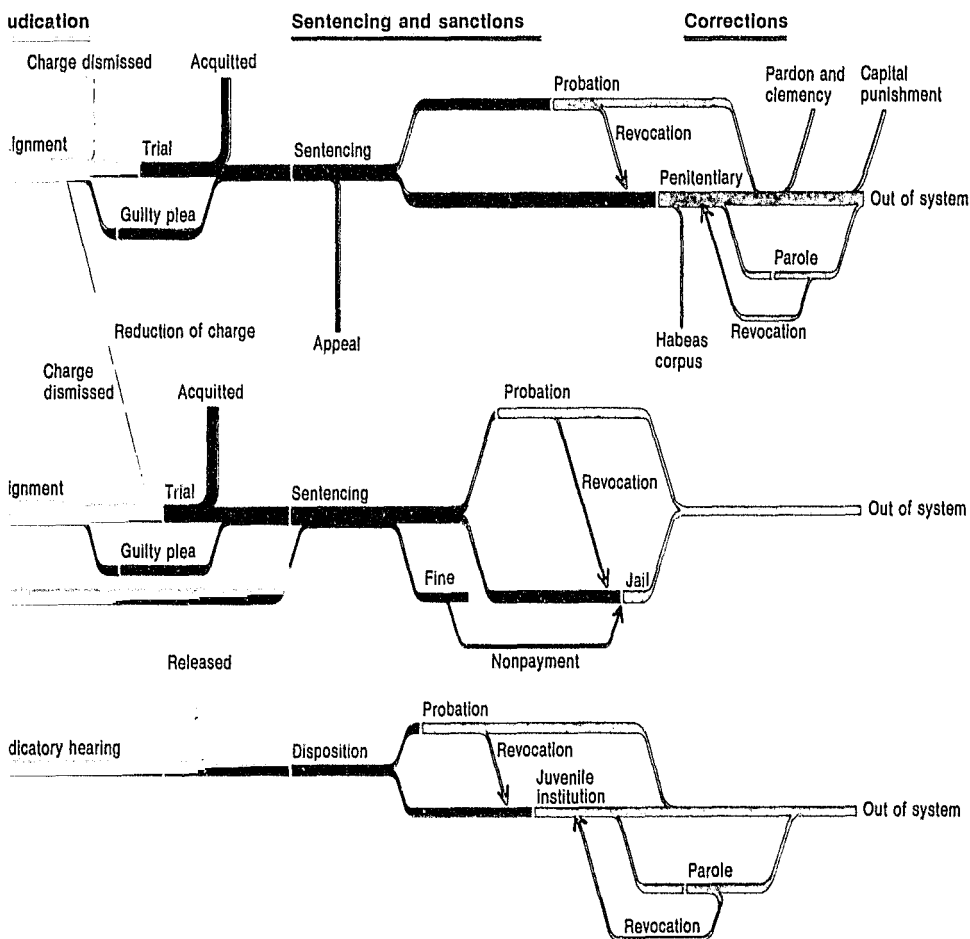 udication
Sentencing and sanctions
Corrections
Charge dismissed
Acquitted
Probation
Pardon and
clemency
Capital
punishment
Revocation
ignment
Trial
Sentencing
Penitentiary
Out of system
Guilty plea
Parole
Reduction of charge
Appeal
Habeas
corpus
Revocation
Charge
dismissed
Acquitted
Probation
Revocation
ignment
Trial
Sentencing
Out of system
Guilty plea
Fine
Jail
Released
Nonpayment
Probation
dicatory hearing
Disposition
Revocation
Juvenile
institution
Out of system
Parole
Revocation